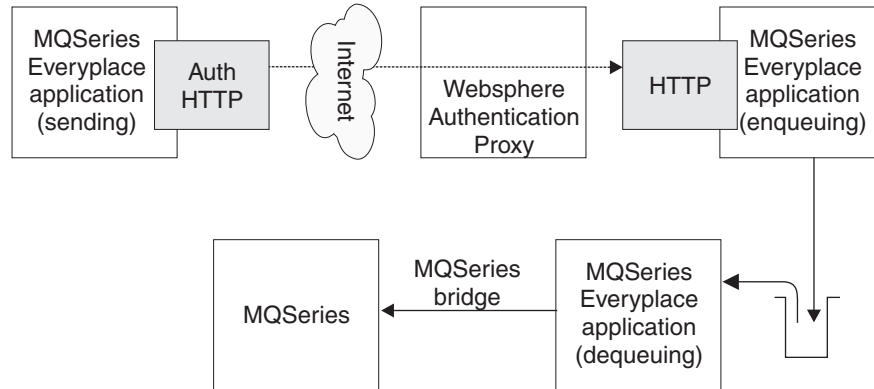 MQSeries
Everyplace
application
(sending)
Auth
HTTP
Internet
Websphere
Authentication
Proxy
HTTP
MQSeries
Everyplace
application
(enqueuing)
MQSeries
MQSeries
bridge
MQSeries
Everyplace
application
(dequeuing)